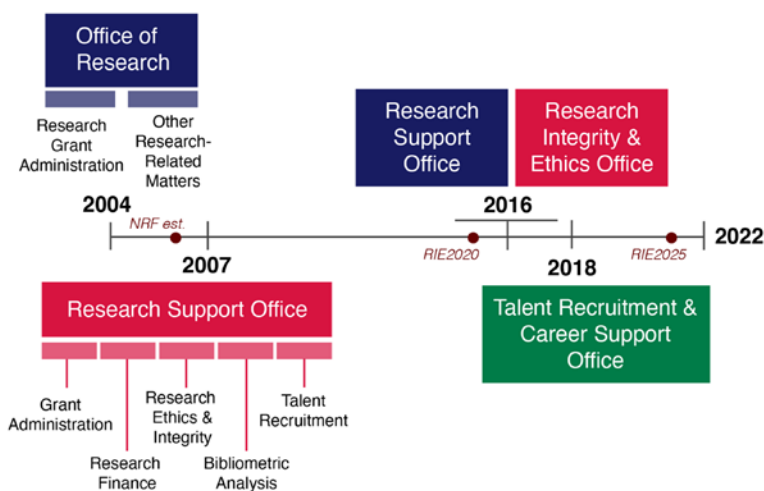 Office of
Research
Research
Grant
Administration
Other
Research-
Related
Matters
Research
Support
Office
Research
Integrity &
Ethics Office
2004
NRF est.
2007
2016
RIE2020
2018
RIE2025
2022
Research Support Office
Grant
Administration
Research
Finance
Research
Ethics &
Integrity
Bibliometric
Analysis
Talent
Recruitment
Talent Recruitment &
Career Support
Office